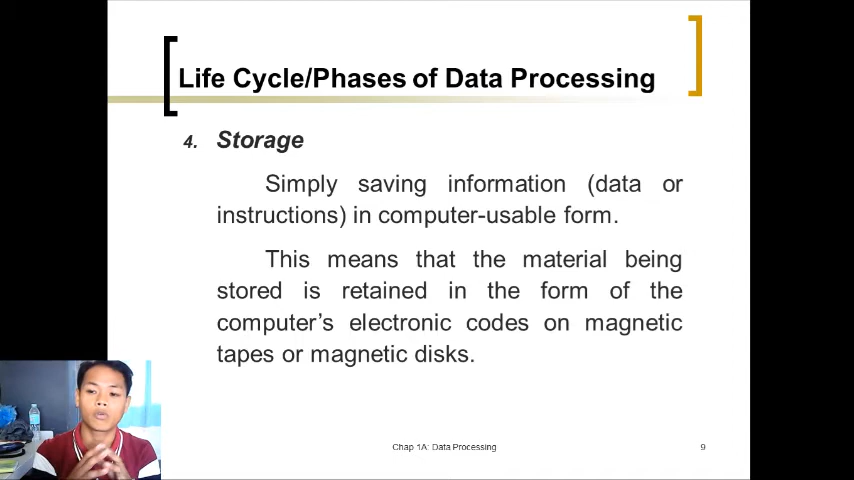 Life Cycle/Phases of Data Processing
4. Storage
Simply saving information (data or
instructions) in computer-usable form.
This means that the material being
stored is retained in the form of the
computer's electronic codes on magnetic
tapes or magnetic disks.
Chap 1A: Data Processing 9